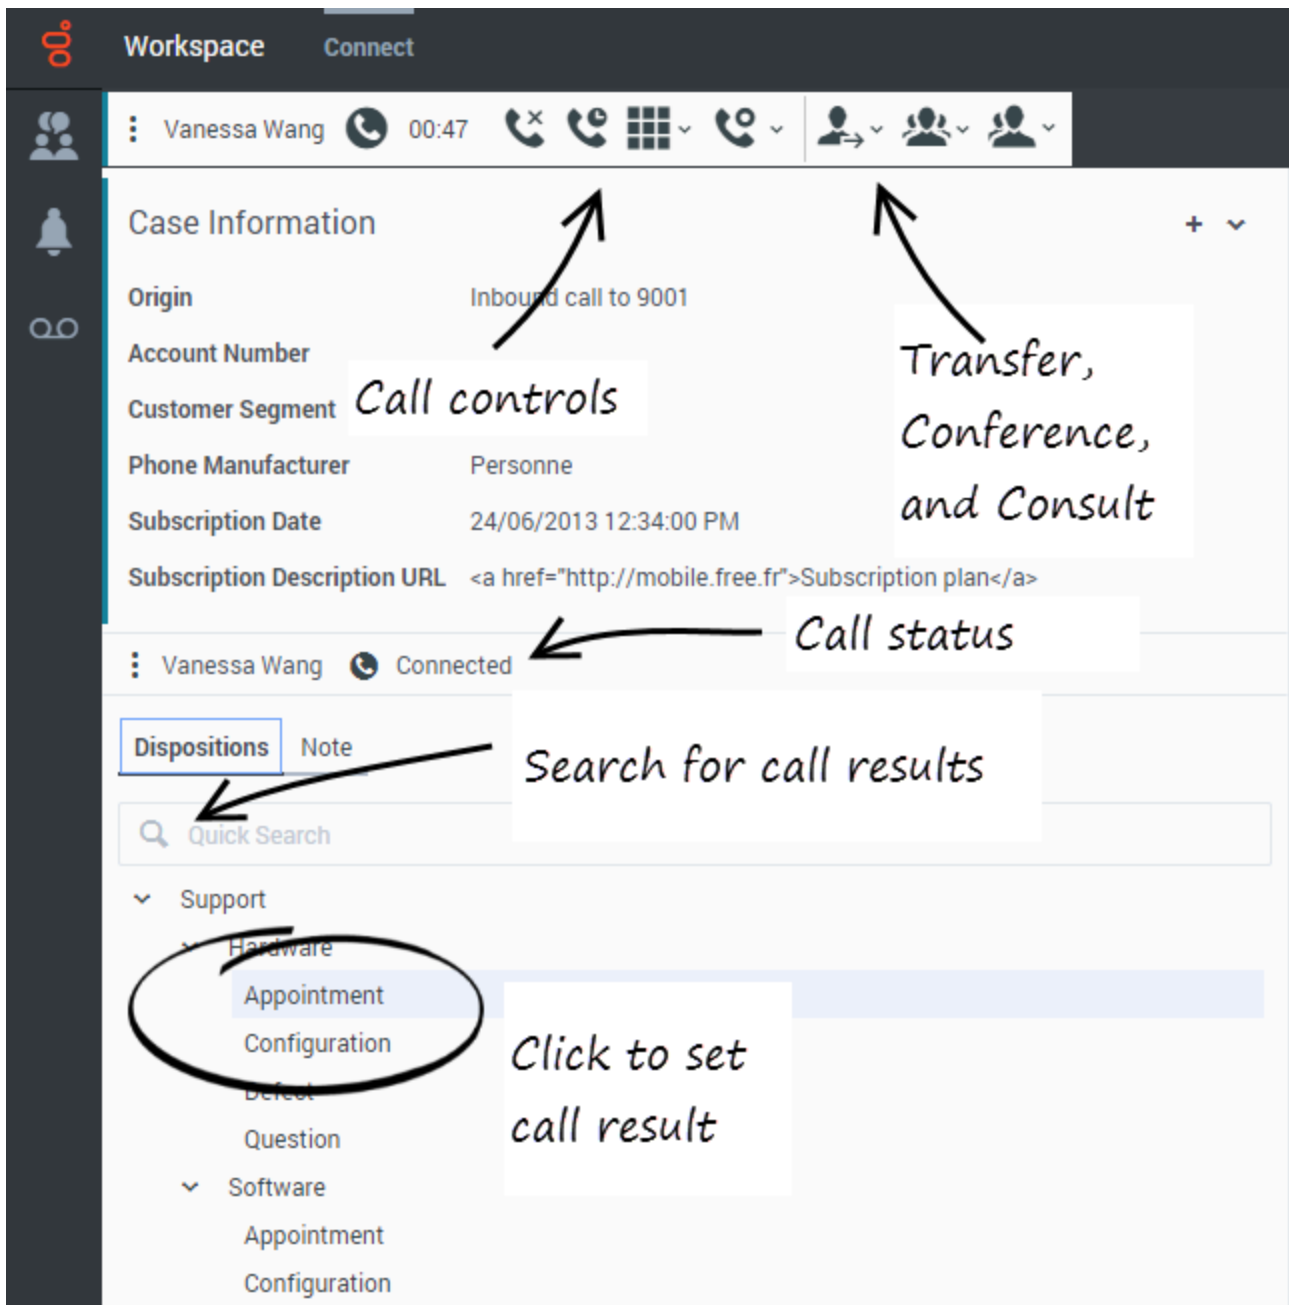 Workspace Connect
Vanessa Wang 00:47
Case Information
Origin Inbound call to 9001
Account Number
Customer Segment
Call controls
Transfer,
Conference,
and Consult
Phone Manufacturer Personne
Subscription Date 24/06/2013 12:34:00 PM
Subscription Description URL <a href="http://mobile.free.fr">Subscription plan</a>
Call status
Vanessa Wang Connected
Dispositions Note
Search for call results
Quick Search
Support
Hardware
Appointment
Configuration
Click to set
call result
Defect
Question
Software
Appointment
Configuration